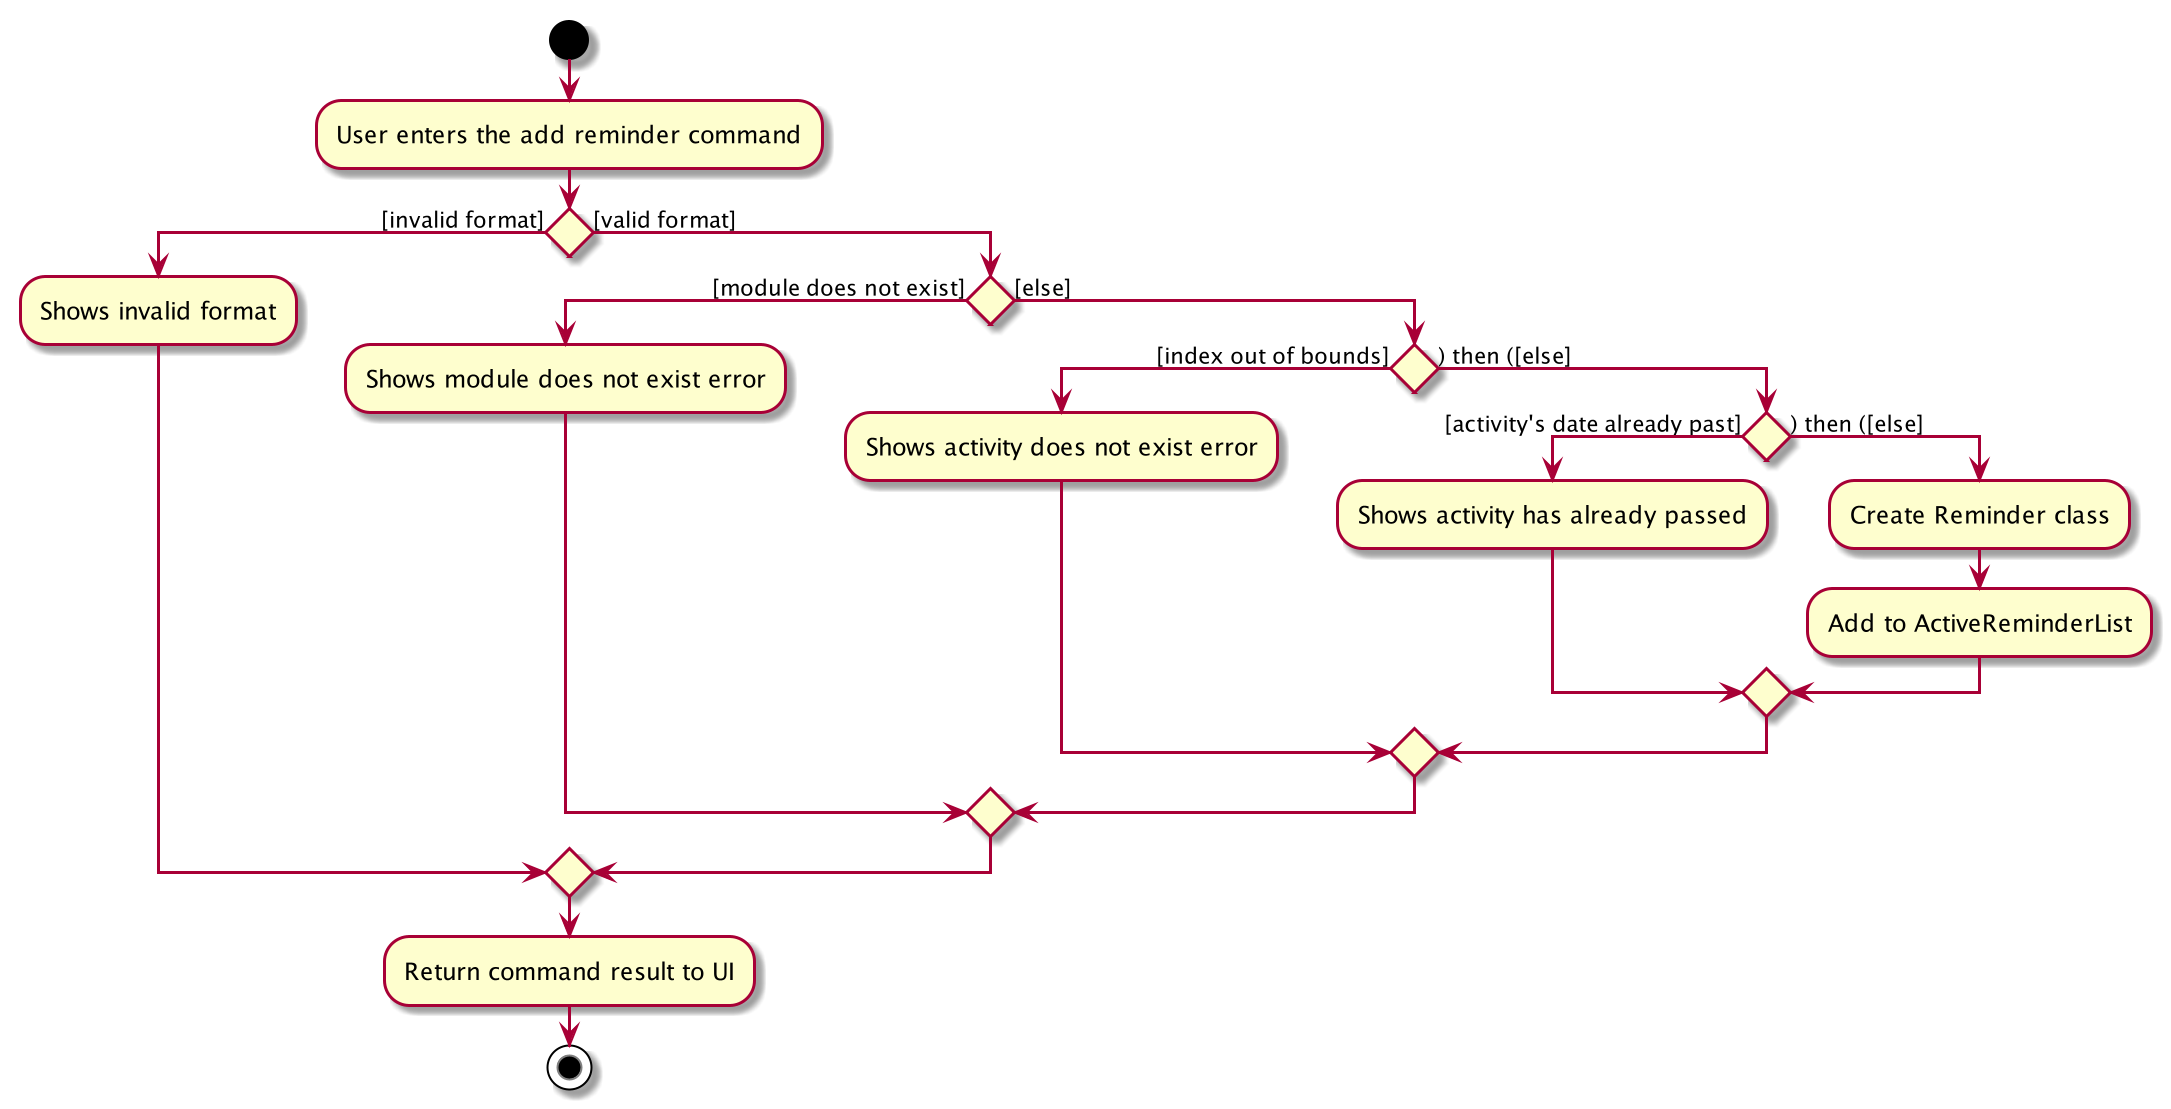 User enters the add reminder command
[invalid format]
[valid format]
Shows invalid format
[module does not exist]
[else]
Shows module does not exist error
[index out of bounds]
) then ([else]
Shows activity does not exist error
[activity's date already past]
) then ([else]
Shows activity has already passed
Create Reminder class
Add to ActiveReminderList
Return command result to UI